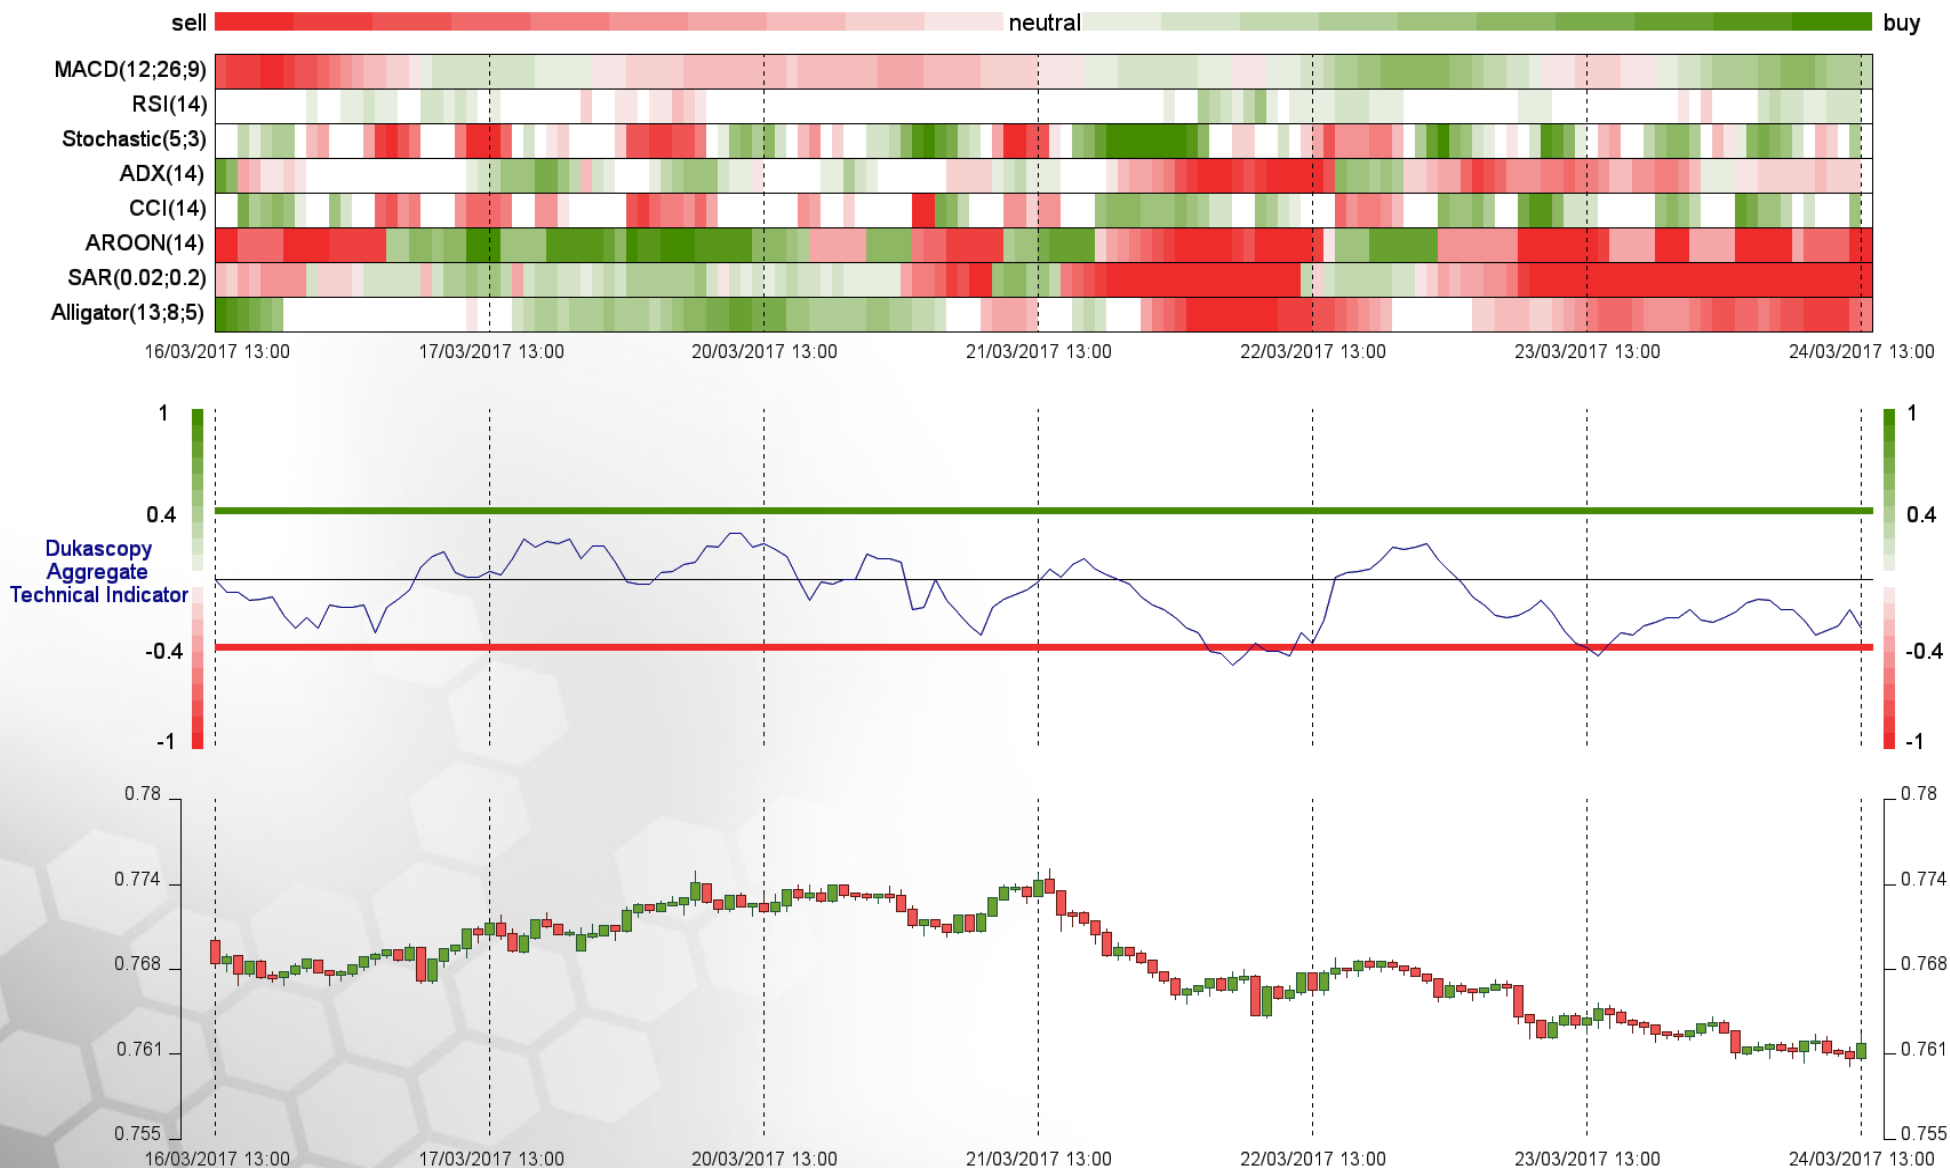 sell neutral buy
MACD(12;26;9)
RSI(14)
Stochastic(5;3)
ADX(14)
CCI(14)
AROON(14)
SAR(0.02;0.2)
Alligator(13;8;5)
16/03/2017 13:00 17/03/2017 13:00 20/03/2017 13:00 21/03/2017 13:00 22/03/2017 13:00 23/03/2017 13:00 24/03/2017 13:00
1 1
0.4 0.4
Dukascopy
Aggregate
Technical Indicator
-0.4 -0.4
-1 -1
0.78 0.78
0.774 0.774
0.768 0.768
0.761 0.761
0.755 0.755
16/03/2017 13:00 17/03/2017 13:00 20/03/2017 13:00 21/03/2017 13:00 22/03/2017 13:00 23/03/2017 13:00 24/03/2017 13:00